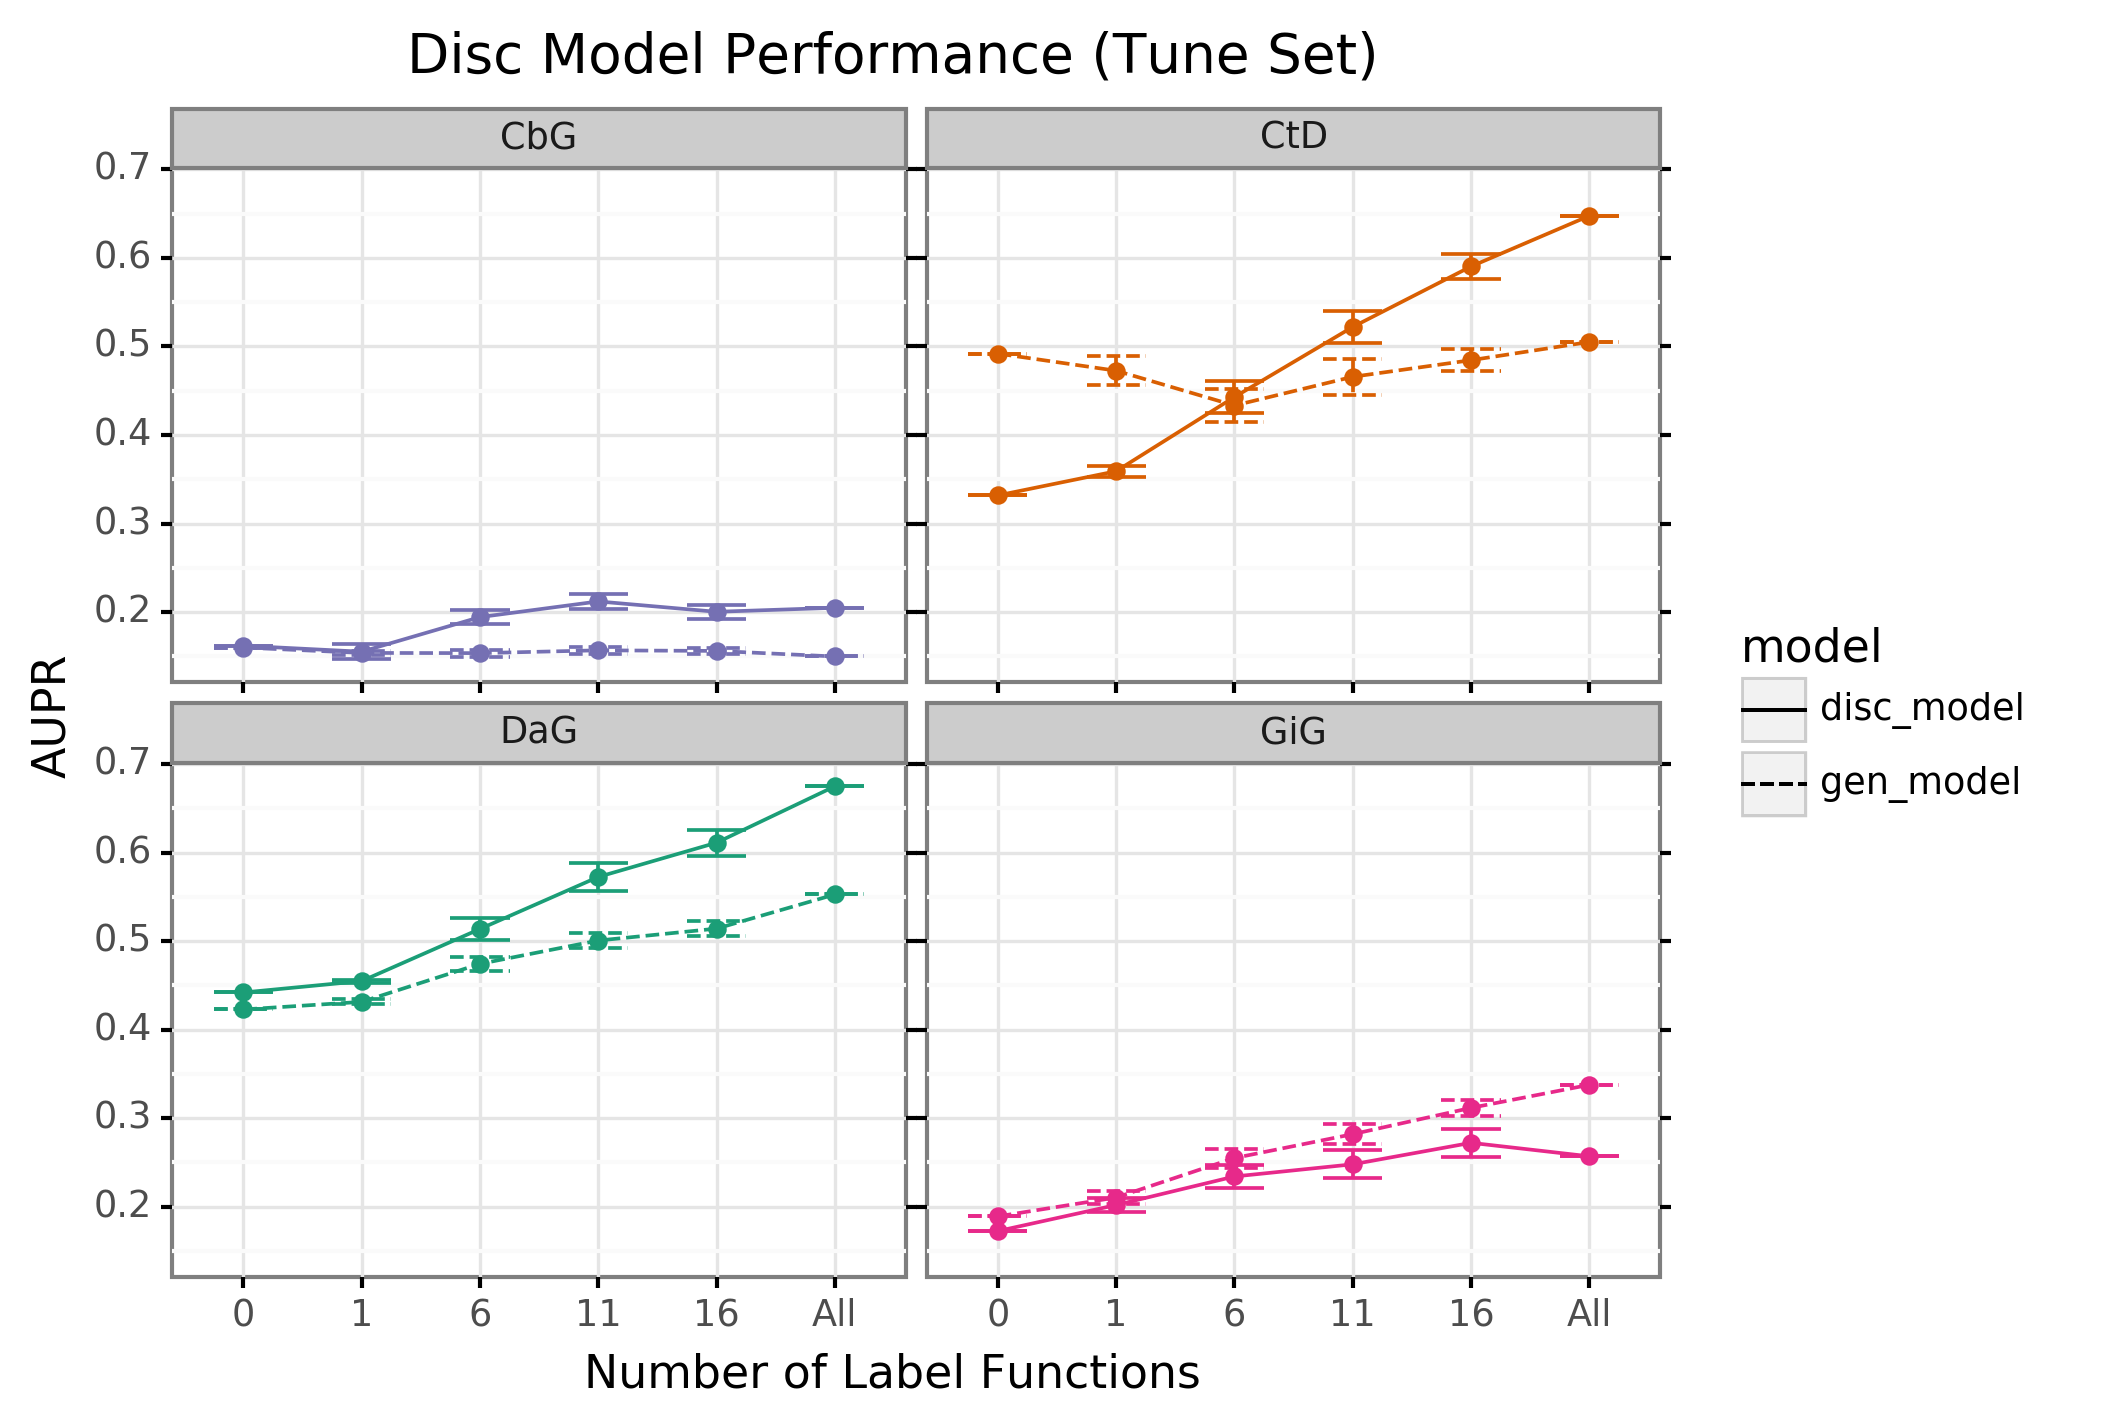 Disc Model Performance (Tune Set)
CbG
CtD
0.7
0.6
0.5
0.4
0.3
0.2
DaG
GiG
0.7
0.6
0.5
0.4
0.3
0.2
0 1 6 11 16 All
0 1 6 11 16 All
AUPR
Number of Label Functions
model
disc_model
gen_model